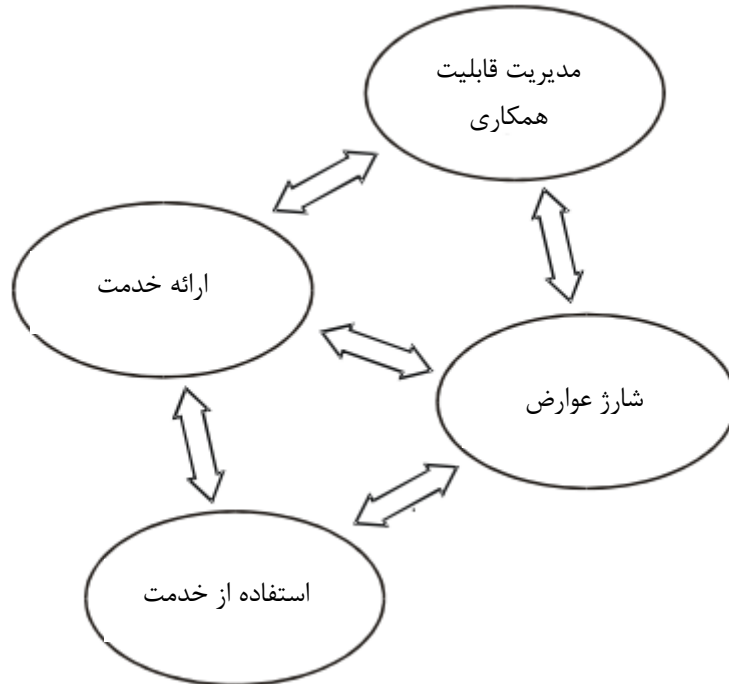 مدیریت قابلیت
همکاری
ارائه خدمت
شارژ عوارض
استفاده از خدمت